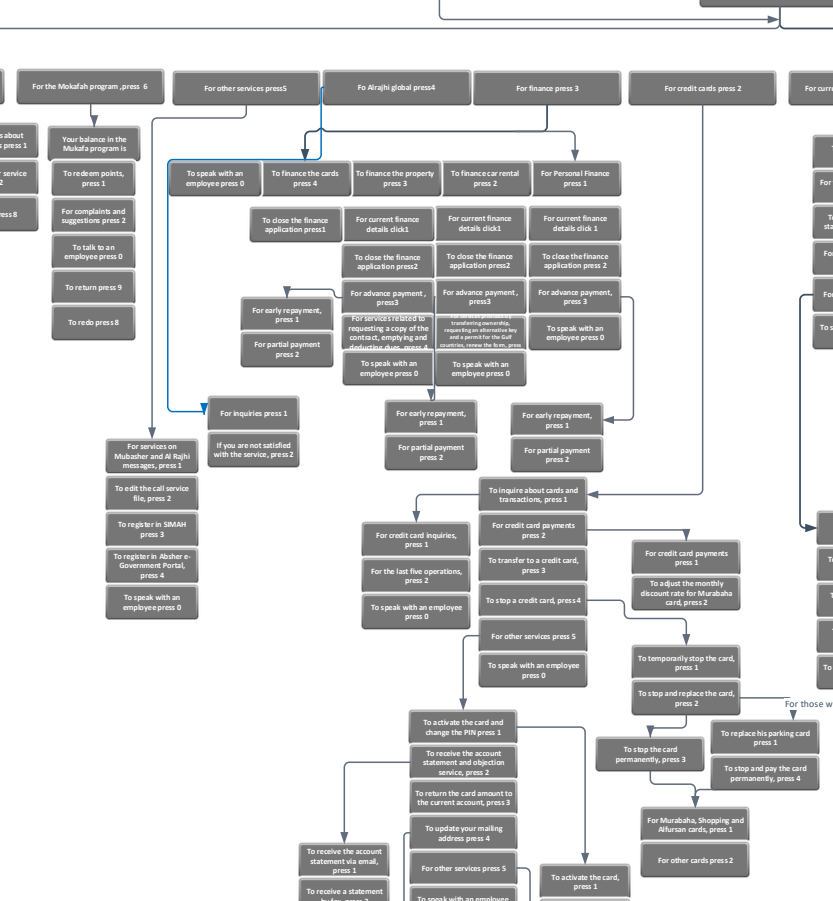 For the Mokafah program ,press 6
For other services press5
Fo Alrajhi global press4
For finance press 3
For credit cards press 2
For curre
s about
s press 1
r service
2
ress 8
Your balance in the
Mukafa program is
To redeem points,
press 1
For complaints and
suggestions press 2
To talk to an
employee press 0
To return press 9
To redo press 8
To speak with an
employee press 0
To finance the cards
press 4
To finance the property
press 3
To finance car rental
press 2
For Personal Finance
press 1
To close the finance
application press1
For current finance
details click1
For current finance
details click1
For current finance
details click 1
To close the finance
application press2
To close the finance
application press2
To close the finance
application press 2
For advance payment ,
press3
For advance payment ,
press3
For advance payment ,
press 3
For early repayment,
press 1
For partial payment
press 2
For services related to
requesting a copy of the
contract, emptying and
deducting dues, press 4
transferring ownership,
requesting an alternative key
and a permit for the Gulf
countries, renew the form, press
To speak with an
employee press 0
To speak with an
employee press 0
To speak with an
employee press 0
For inquiries press 1
If you are not satisfied
with the service, press2
For early repayment,
press 1
For partial payment
press 2
For early repayment,
press 1
For partial payment
press 2
For services on
Mubasher and Al Rajhi
messages, press 1
To edit the call service
file, press 2
To register in SIMAH
press 3
To register in Absher e-
Government Portal,
press 4
To speak with an
employee press 0
To inquire about cards and
transactions, press 1
For credit card payments
press 2
To transfer to a credit card,
press 3
To stop a credit card, press4
For other services press 5
To speak with an employee
press 0
For credit card inquiries,
press 1
For the last five operations,
press 2
To speak with an employee
press 0
For credit card payments
press 1
To adjust the monthly
discount rate for Murabaha
card, press 2
To temporarily stop the card,
press 1
To stop and replace the card,
press 2
For those w
To replace his parking card
press 1
To stop and pay the card
permanently, press 4
To stop the card
permanently, press 3
For Murabaha, Shopping and
Alfursan cards, press 1
For other cards press 2
To activate the card and
change the PIN press 1
To receive the account
statement and objection
service, press 2
To return the card amount to
the current account, press 3
To update your mailing
address press 4
For other services press 5
To speak with an employee
To receive the account
statement via email,
press 1
To receive a statement
To activate the card,
press 1
For
To
sta
For
For
To s
To